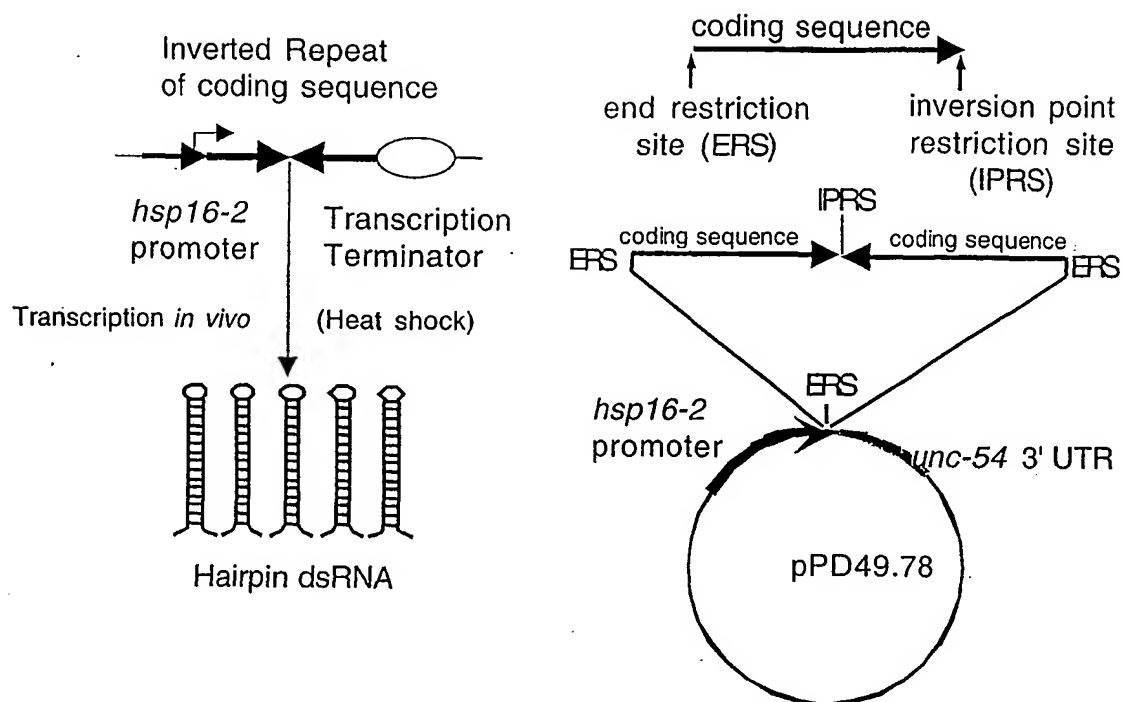 Inverted Repeat
of coding sequence
hsp16-2
promoter
Transcription
Terminator
Transcription in vivo
(Heat shock)
Hairpin dsRNA
coding sequence
end restriction
site (ERS)
inversion point
restriction site
(IPRS)
IPRS
coding sequence
coding sequence
ERS
ERS
ERS
hsp16-2
promoter
unc-54 3' UTR
pPD49.78